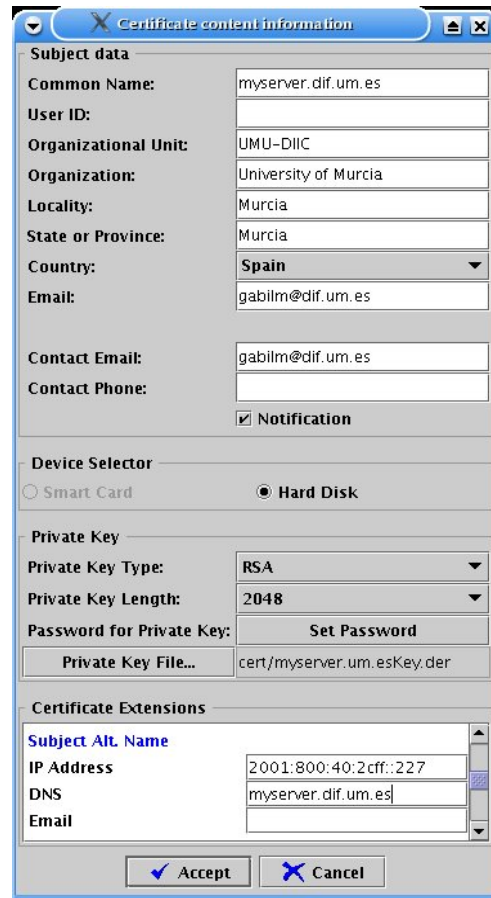 Certificate content information
Subject data
Common Name: myserver.dif.um.es
User ID:
Organizational Unit: UMU-DIIC
Organization: University of Murcia
Locality: Murcia
State or Province: Murcia
Country: Spain
Email: gabilm@dif.um.es
Contact Email: gabilm@dif.um.es
Contact Phone:
Notification
Device Selector
Smart Card Hard Disk
Private Key
Private Key Type: RSA
Private Key Length: 2048
Password for Private Key: Set Password
Private Key File... cert/myserver.um.esKey.der
Certificate Extensions
Subject Alt. Name
IP Address 2001:800:40:2cff::227
DNS myserver.dif.um.es
Email
Accept Cancel